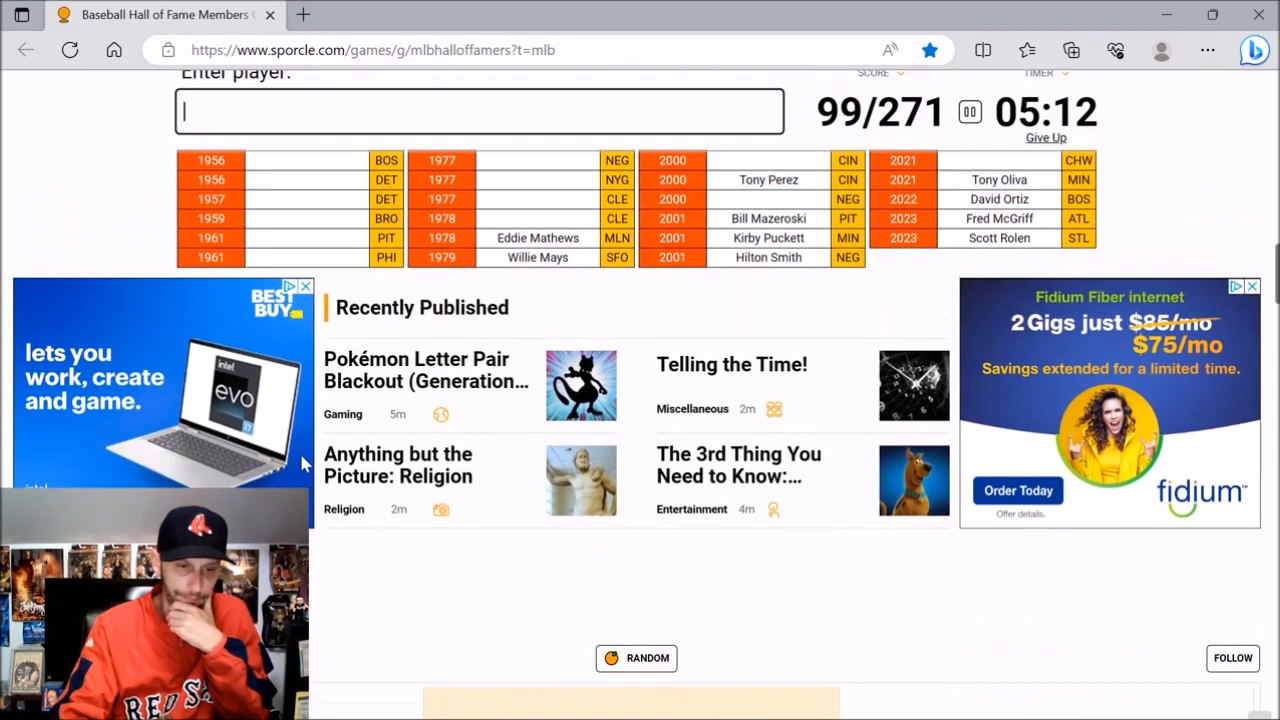 Baseball Hall of Fame Members
https://www.sporcle.com/games/g/mlbhalloffamers?t=mlb
Enter player:
SCORE
TIMER
99/271
05:12
Give Up
1956 BOS 1977 NEG 2000 CIN 2021 CHW
1956 DET 1977 NYG 2000 Tony Perez CIN 2021 Tony Oliva MIN
1957 DET 1977 CLE 2000 NEG 2022 David Ortiz BOS
1959 BRO 1978 CLE 2001 Bill Mazeroski PIT 2023 Fred McGriff ATL
1961 PIT 1978 Eddie Mathews MLN 2001 Kirby Puckett MIN 2023 Scott Rolen STL
1961 PHI 1979 Willie Mays SFO 2001 Hilton Smith NEG
BEST
BUY
lets you
work, create
and game.
intel
evo
intel
Recently Published
Pokémon Letter Pair
Blackout (Generation...
Gaming 5m
Telling the Time!
Miscellaneous 2m
Anything but the
Picture: Religion
Religion 2m
The 3rd Thing You
Need to Know:...
Entertainment 4m
Fidium Fiber internet
2 Gigs just $85/mo
$75/mo
Savings extended for a limited time.
Order Today
Offer details.
fidium
RED S
RANDOM
FOLLOW